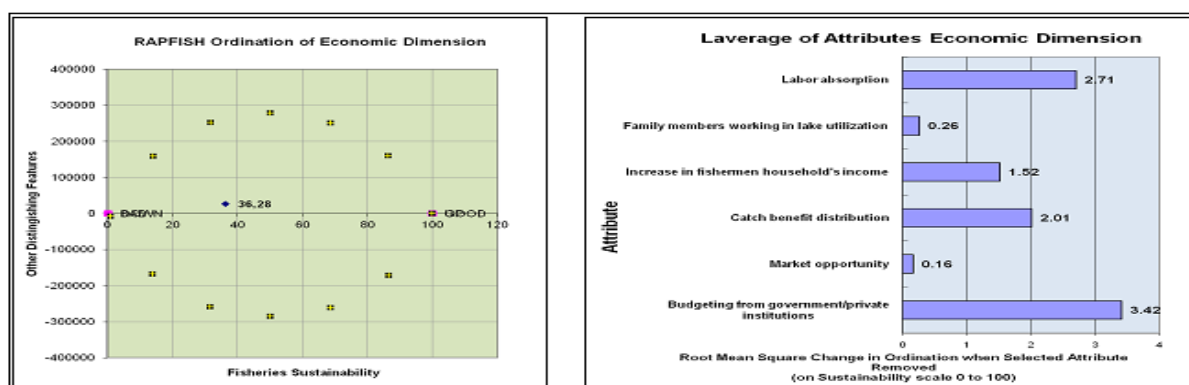 RAPFISH Ordination of Economic Dimension
Other Distingishing Features
400000
300000
200000
100000
0
-100000
-200000
-300000
-400000
36,28
GOOD
0
20
40
60
80
100
120
Fisheries Sustainability
Laverage of Attributes Economic Dimension
Attribute
Labor absorption
2.71
Family members working in lake utilization
0.26
Increase in fishermen household's income
1.52
Catch benefit distribution
2.01
Market opportunity
0.16
Budgeting from government/private
institutions
3.42
0
1
2
3
4
Root Mean Square Change in Ordination when Selected Attribute
Removed
(on Sustainability scale 0 to 100)